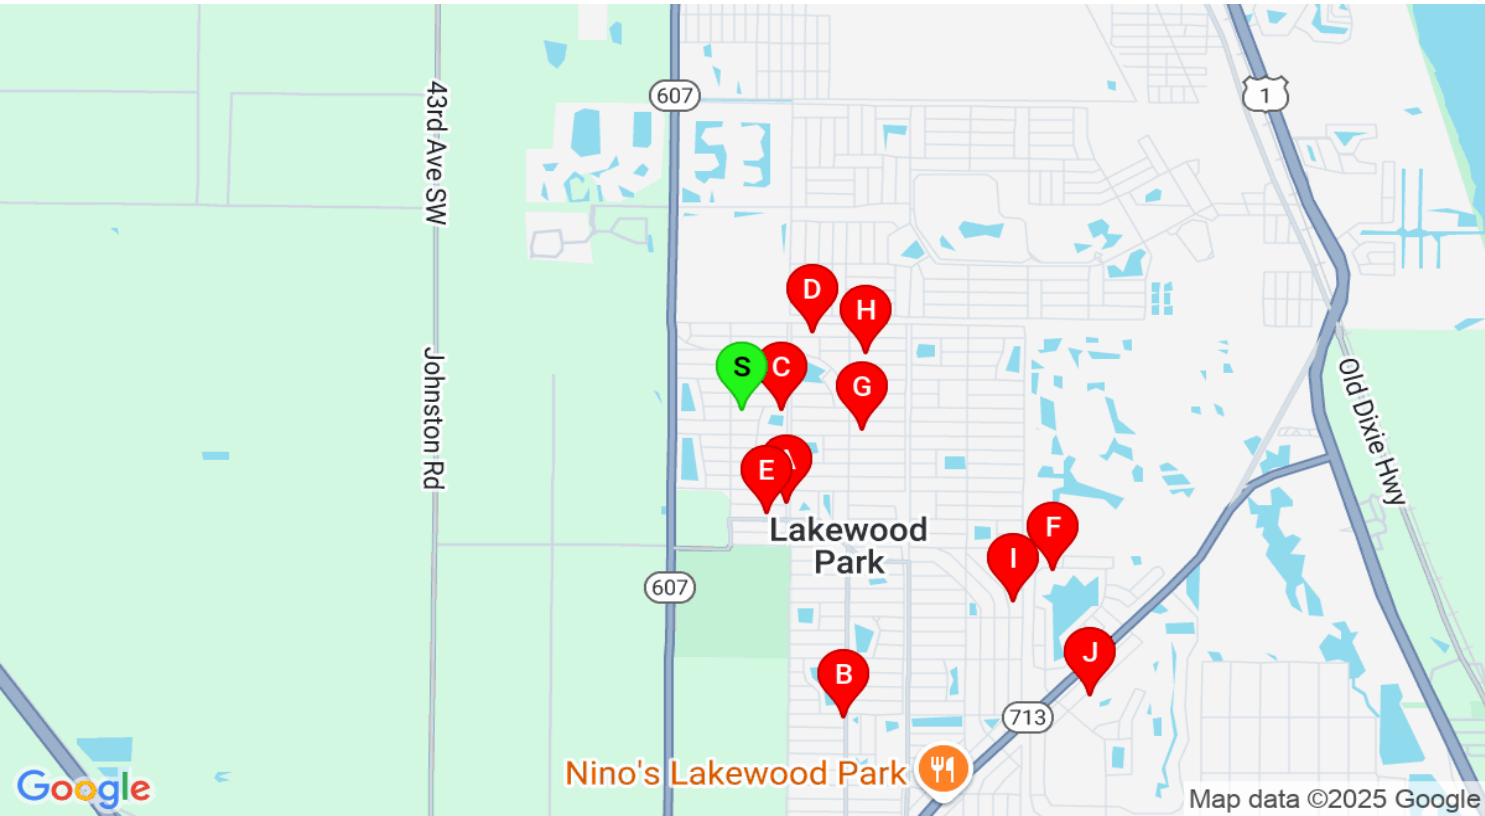 607
1
43rd Ave SW
D
H
S
C
G
Johnston Rd
Old Dixie Hwy
A
E
Lakewood
Park
F
I
607
J
B
713
Nino's Lakewood Park
Google
Map data ©2025 Google